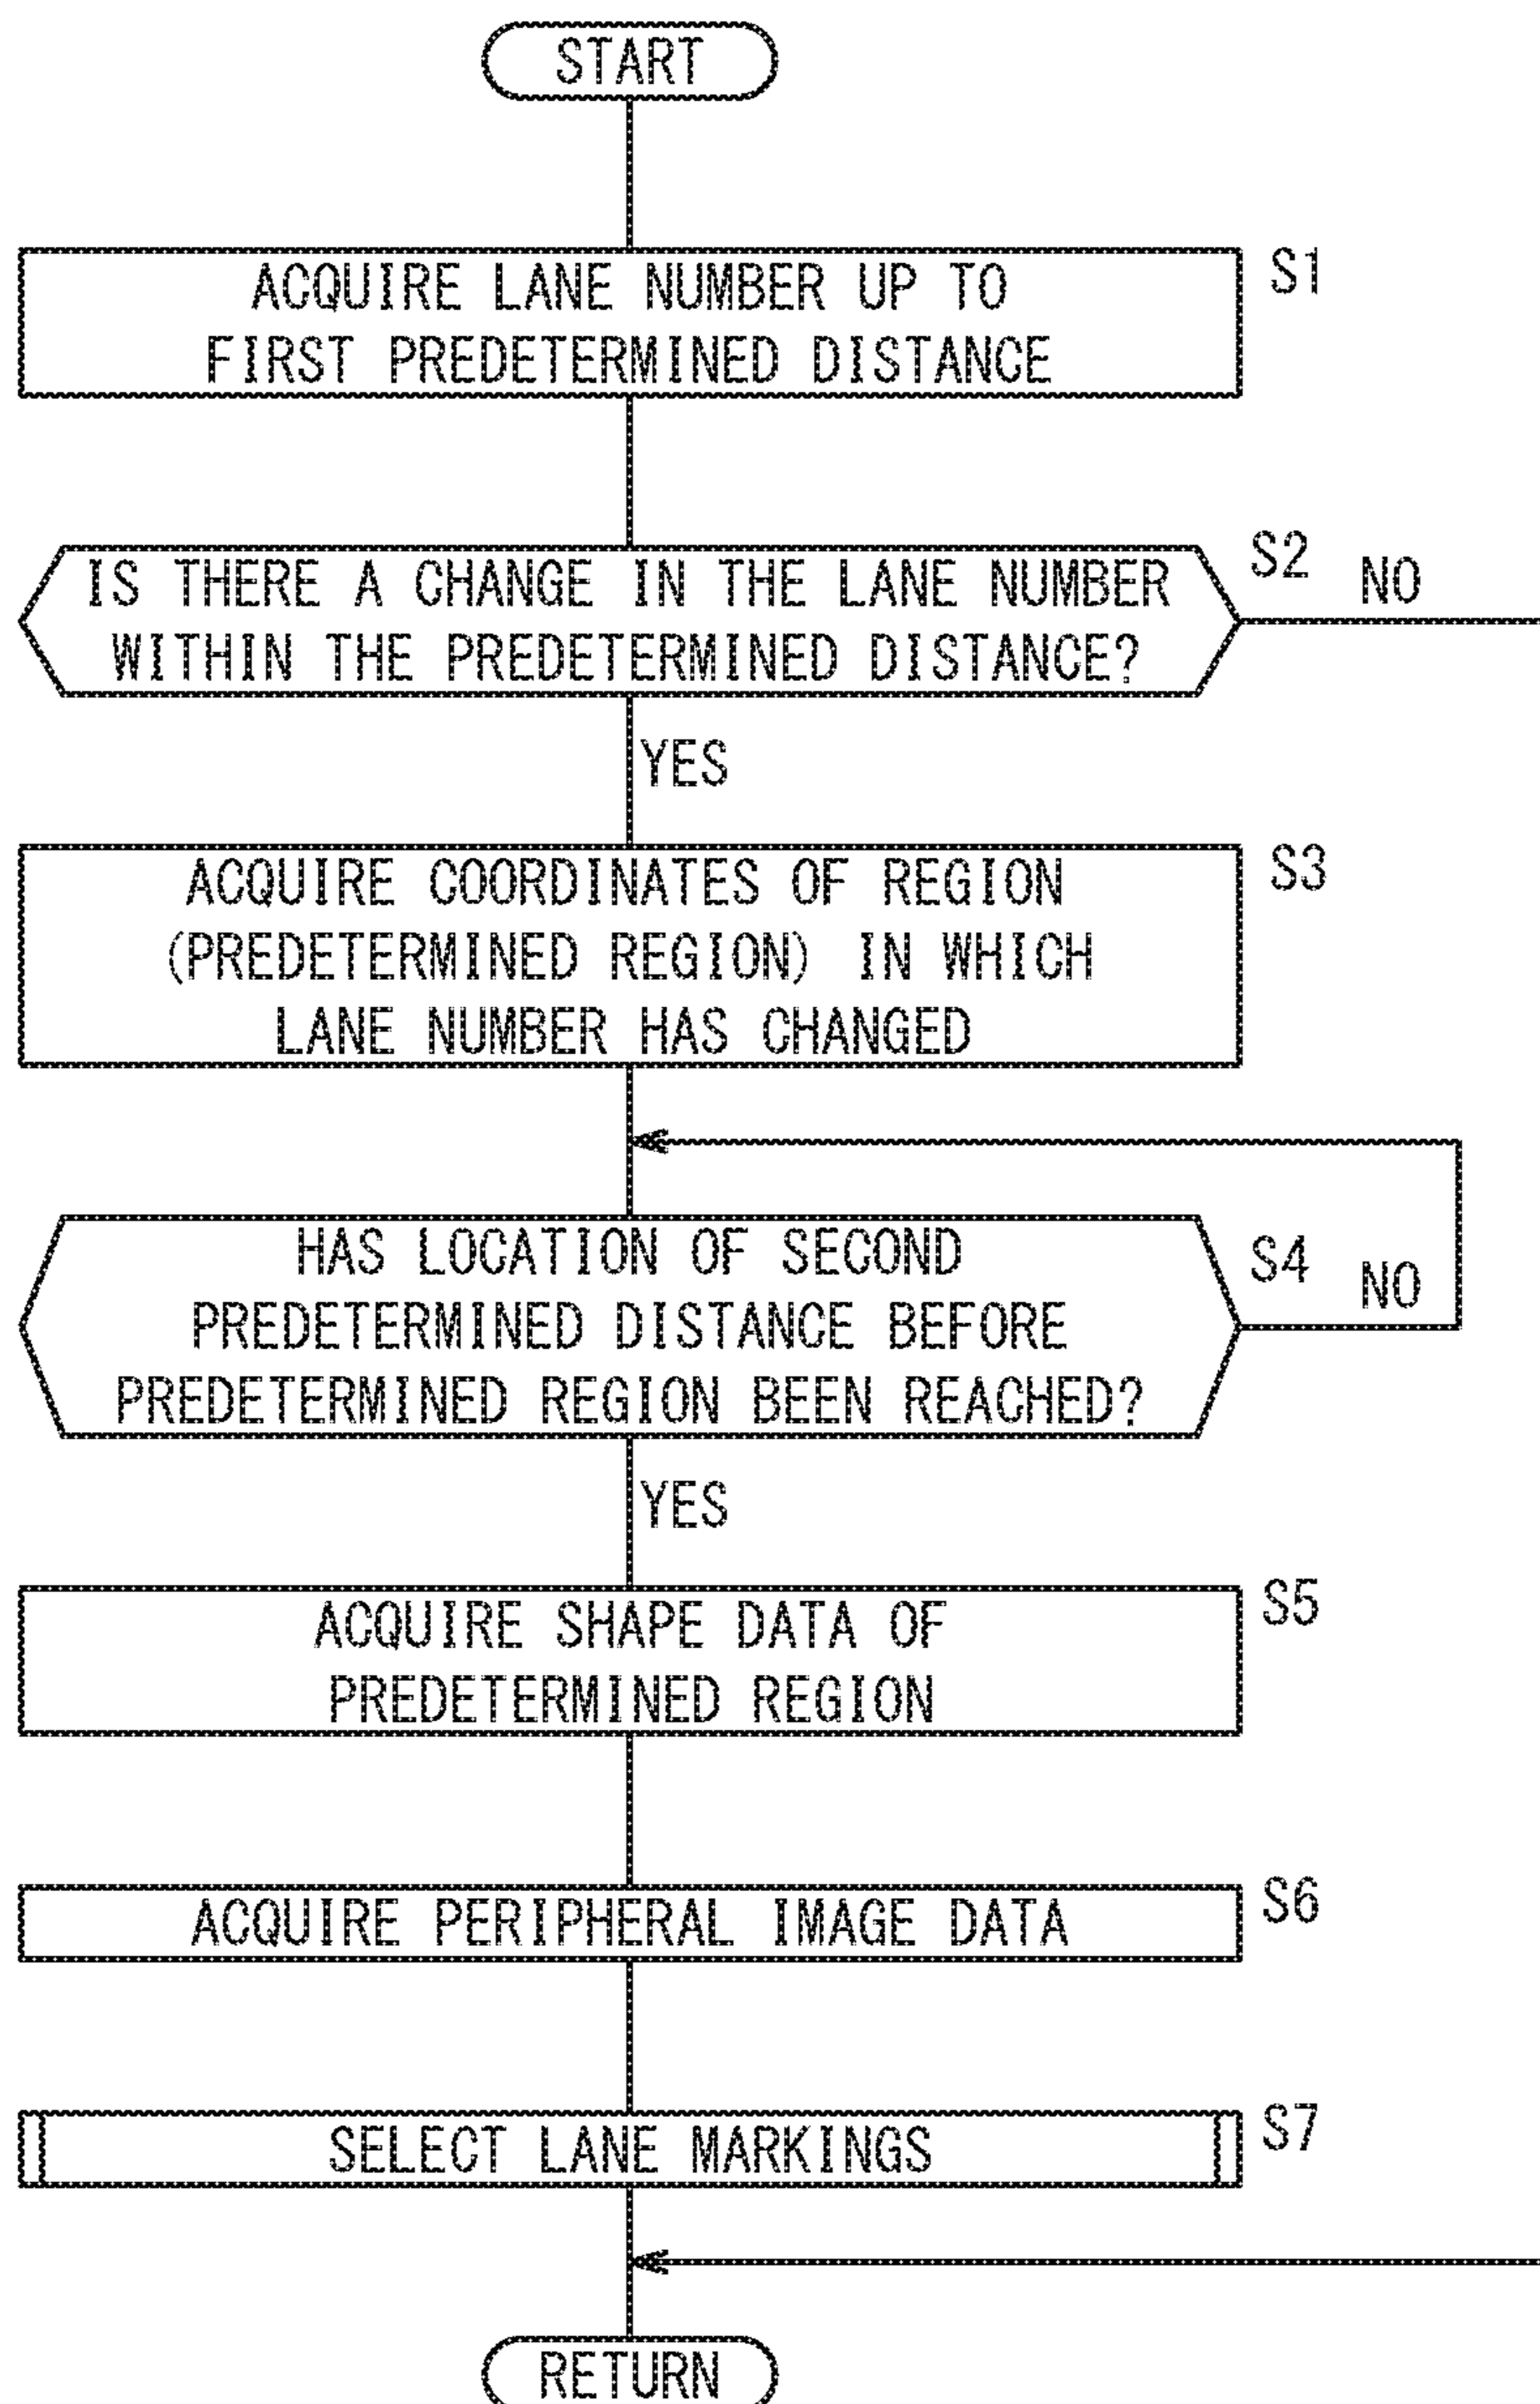 START
ACQUIRE LANE NUMBER UP TO
FIRST PREDETERMINED DISTANCE
S1
IS THERE A CHANGE IN THE LANE NUMBER
WITHIN THE PREDETERMINED DISTANCE?
S2
NO
YES
ACQUIRE COORDINATES OF REGION
(PREDETERMINED REGION) IN WHICH
LANE NUMBER HAS CHANGED
S3
HAS LOCATION OF SECOND
PREDETERMINED DISTANCE BEFORE
PREDETERMINED REGION BEEN REACHED?
S4
NO
YES
ACQUIRE SHAPE DATA OF
PREDETERMINED REGION
S5
ACQUIRE PERIPHERAL IMAGE DATA
S6
SELECT LANE MARKINGS
S7
RETURN